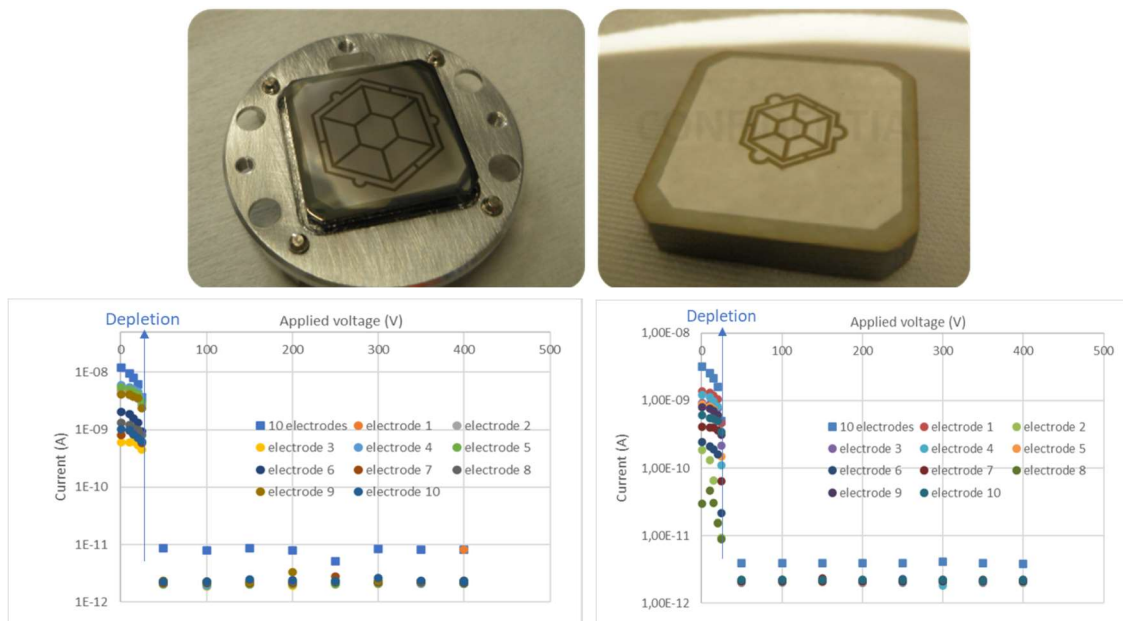 CONFIDENTIAL
Depletion
Applied voltage (V)
0 100 200 300 400 500
1E-08
1E-09
1E-10
1E-11
1E-12
Current (A)
10 electrodes electrode 1 electrode 2
electrode 3 electrode 4 electrode 5
electrode 6 electrode 7 electrode 8
electrode 9 electrode 10
Depletion
Applied voltage (V)
0 100 200 300 400 500
1,00E-08
1,00E-09
1,00E-10
1,00E-11
1,00E-12
Current (A)
10 electrodes electrode 1 electrode 2
electrode 3 electrode 4 electrode 5
electrode 6 electrode 7 electrode 8
electrode 9 electrode 10